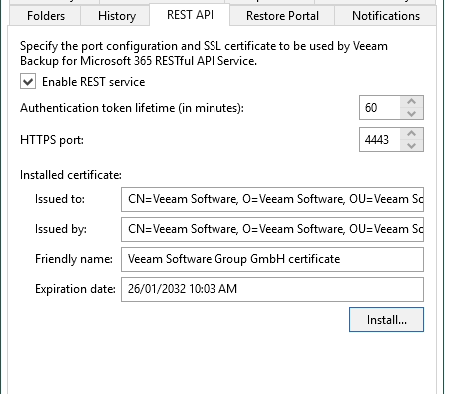 Folders History REST API Restore Portal Notifications
Specify the port configuration and SSL certificate to be used by Veeam
Backup for Microsoft 365 RESTful API Service.
Enable REST service
Authentication token lifetime (in minutes): 60
HTTPS port: 4443
Installed certificate:
Issued to: CN=Veeam Software, O=Veeam Software, OU=Veeam Sc
Issued by: CN=Veeam Software, O=Veeam Software, OU=Veeam Sc
Friendly name: Veeam Software Group GmbH certificate
Expiration date: 26/01/2032 10:03 AM
Install...